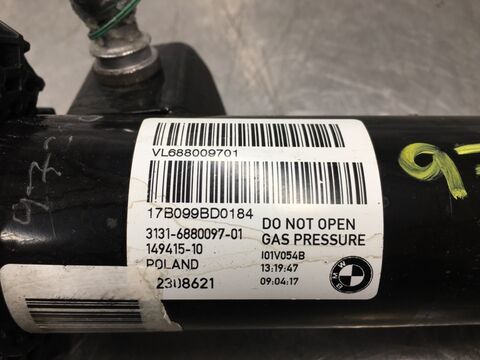 VL688009701
17B099BD0184
3131-6880097-01
149415-10
POLAND
2308621
DO NOT OPEN
GAS PRESSURE
I01V054B
13:19:47
09:04:17
BMW